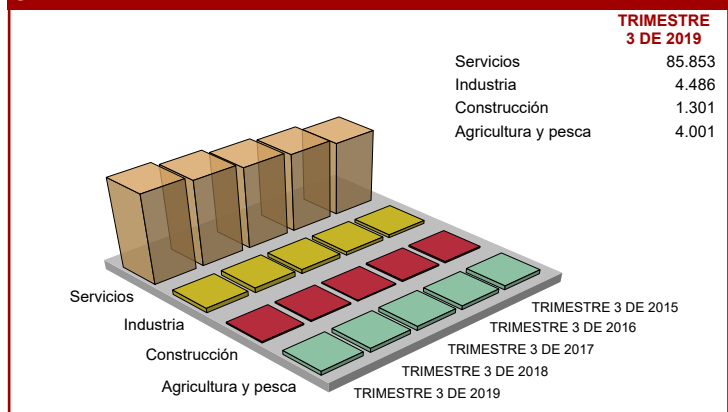 TRIMESTRE
3 DE 2019
Servicios 85.853
Industria 4.486
Construcción 1.301
Agricultura y pesca 4.001
Servicios
Industria
Construcción
Agricultura y pesca
TRIMESTRE 3 DE 2015
TRIMESTRE 3 DE 2016
TRIMESTRE 3 DE 2017
TRIMESTRE 3 DE 2018
TRIMESTRE 3 DE 2019